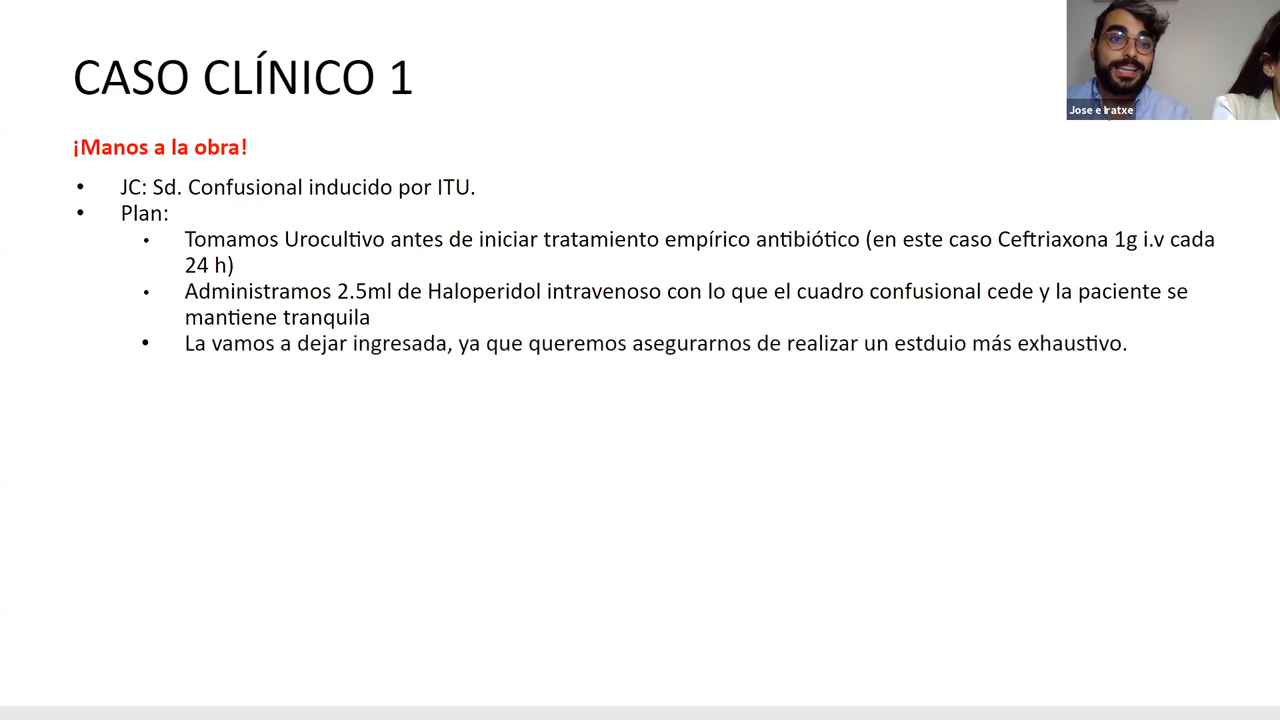 CASO CLÍNICO 1
Jose e Iratxe
¡Manos a la obra!
• JC: Sd. Confusional inducido por ITU.
• Plan:
• Tomamos Urocultivo antes de iniciar tratamiento empírico antibiótico (en este caso Ceftriaxona 1g i.v cada
24 h)
• Administramos 2.5ml de Haloperidol intravenoso con lo que el cuadro confusional cede y la paciente se
mantiene tranquila
• La vamos a dejar ingresada, ya que queremos asegurarnos de realizar un estduio más exhaustivo.